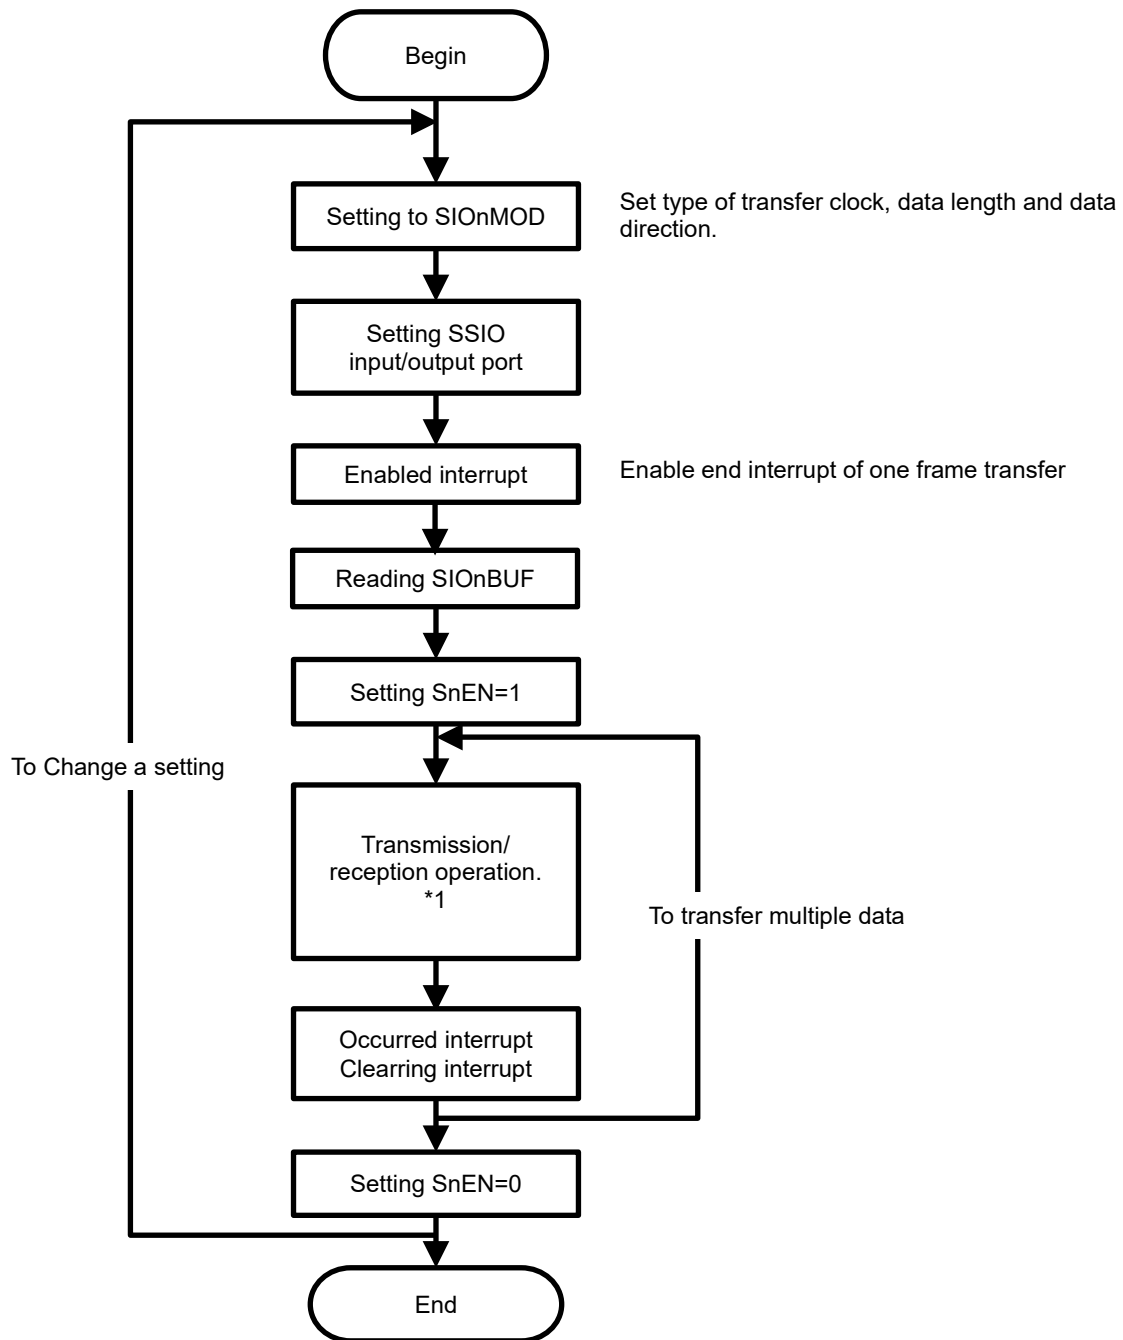 Begin
Setting to SIOnMOD
Set type of transfer clock, data length and data
direction.
Setting SSIO
input/output port
Enabled interrupt
Enable end interrupt of one frame transfer
Reading SIOnBUF
Setting SnEN=1
To Change a setting
Transmission/
reception operation.
*1
To transfer multiple data
Occurred interrupt
Clearring interrupt
Setting SnEN=0
End